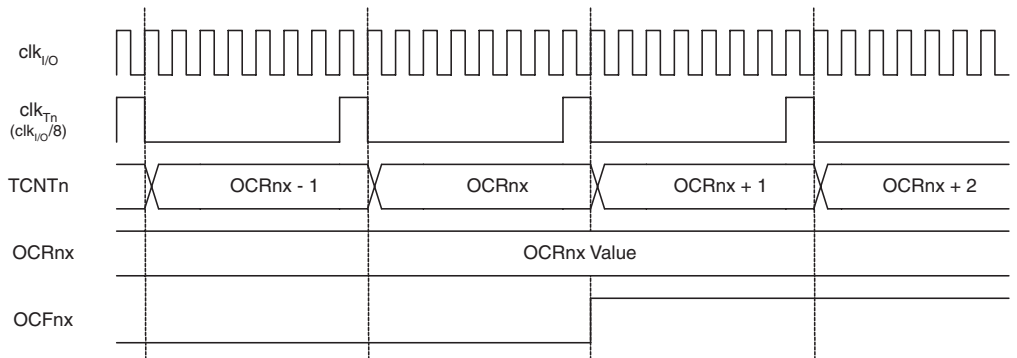 clkI/O
clkTn
(clkI/O/8)
TCNTn OCRnx - 1 OCRnx OCRnx + 1 OCRnx + 2
OCRnx OCRnx Value
OCFnx